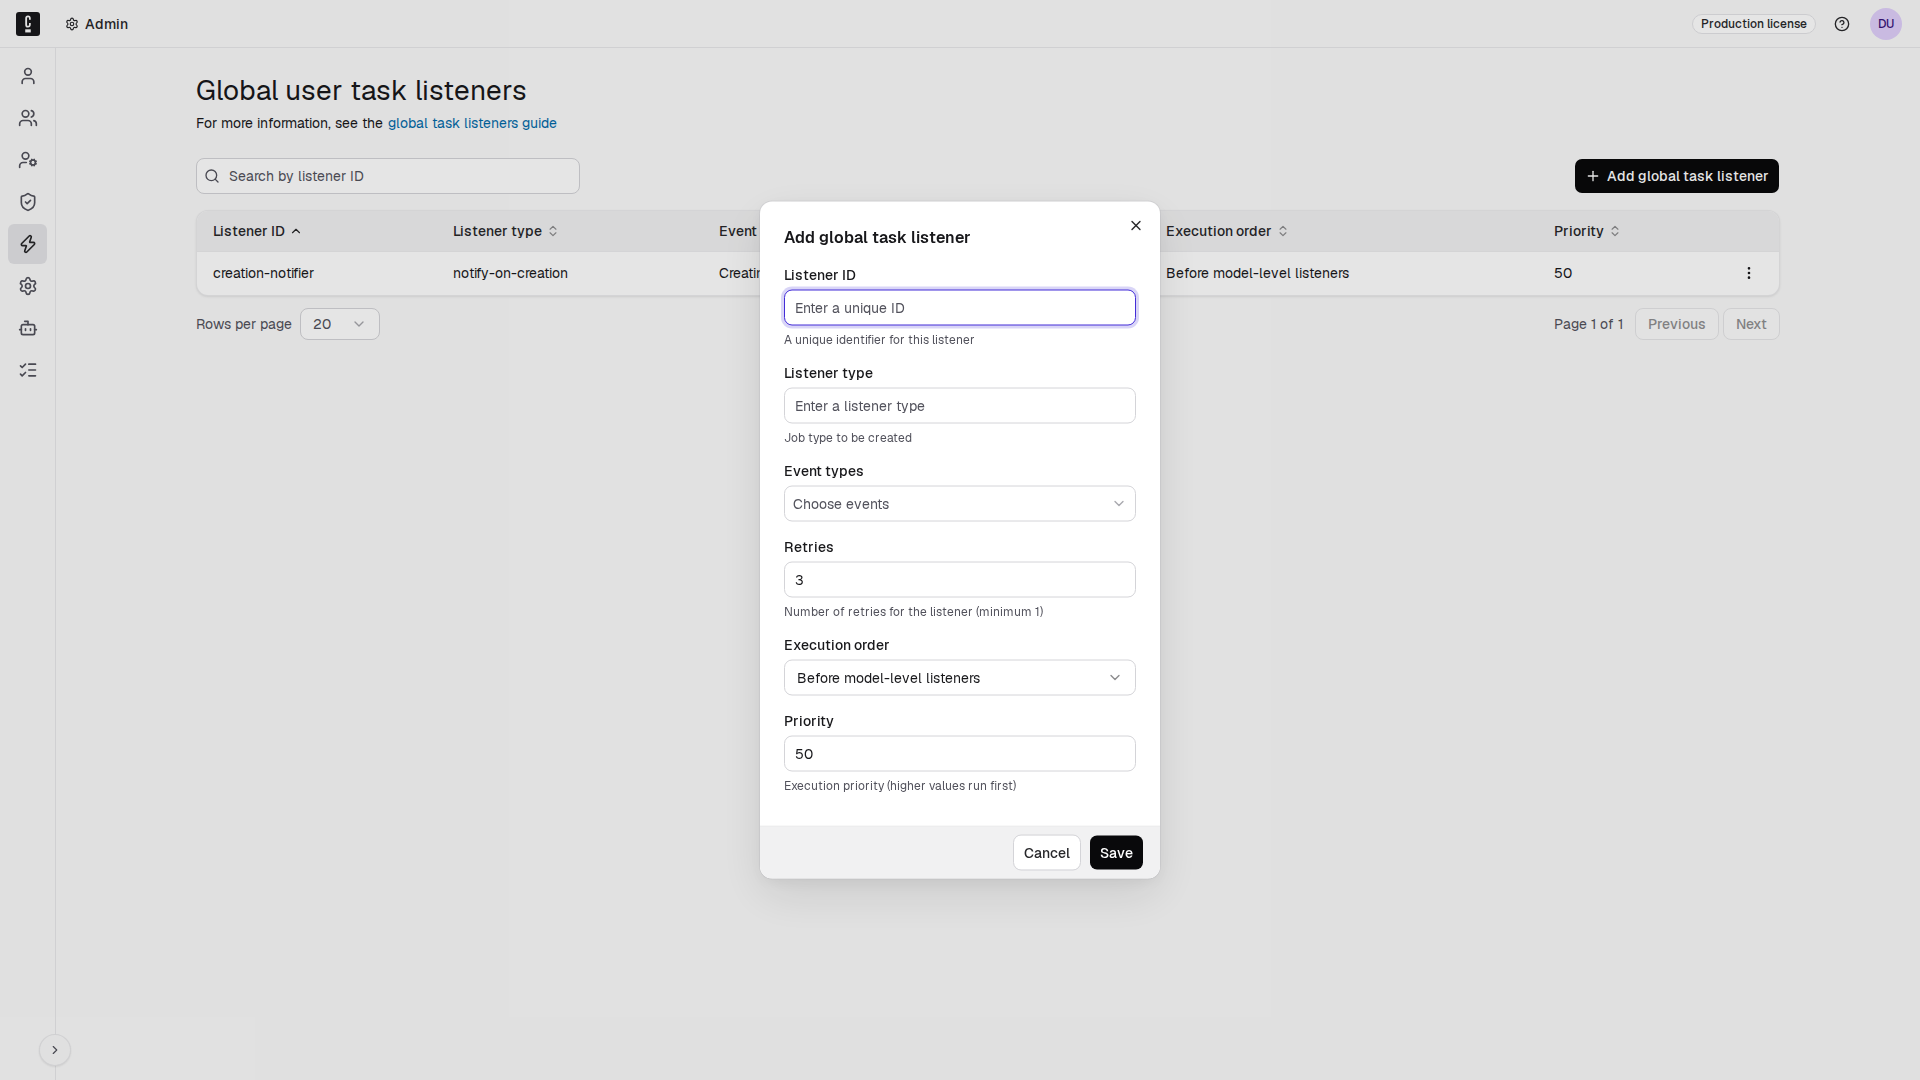 Admin
Production license
DU
Global user task listeners
For more information, see the global task listeners guide
Search by listener ID
Add global task listener
Listener ID
Listener type
Event
Execution order
Priority
creation-notifier
notify-on-creation
Before model-level listeners
50
Rows per page
20
Page 1 of 1
Previous
Next
Add global task listener
Listener ID
Enter a unique ID
A unique identifier for this listener
Listener type
Enter a listener type
Job type to be created
Event types
Choose events
Retries
3
Number of retries for the listener (minimum 1)
Execution order
Before model-level listeners
Priority
50
Execution priority (higher values run first)
Cancel
Save